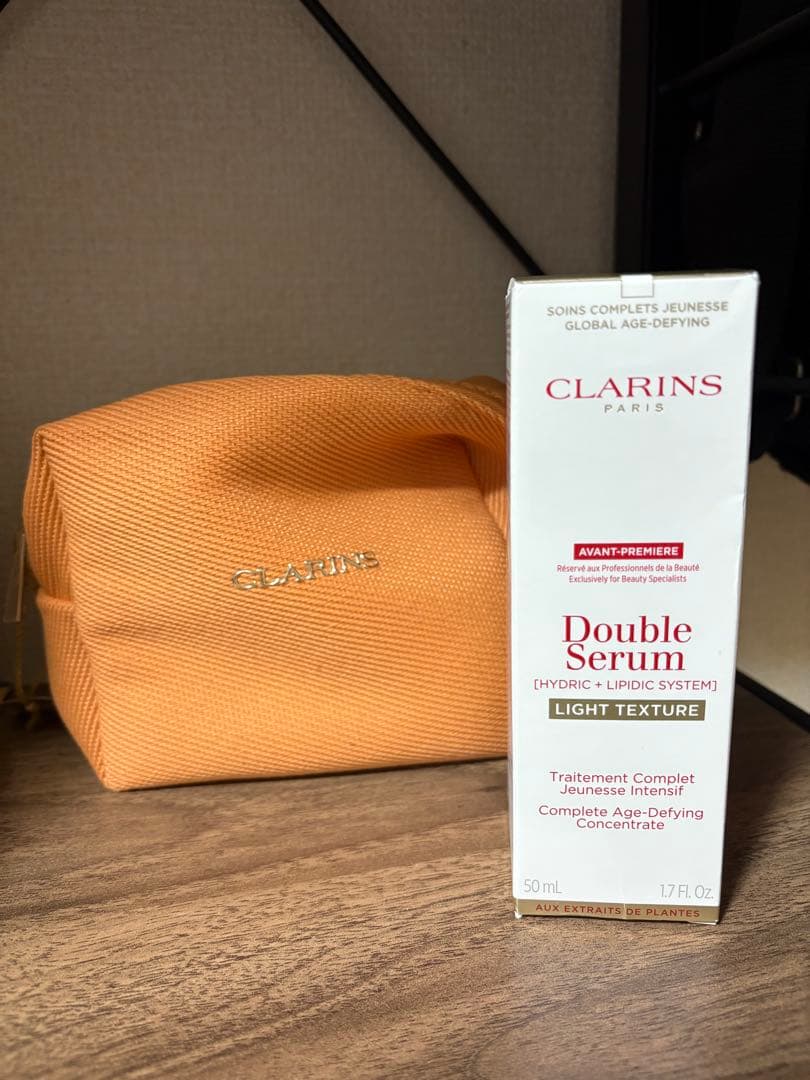 CLARINS
SOINS COMPLETS JEUNESSE
GLOBAL AGE-DEFYING
CLARINS
PARIS
AVANT-PREMIERE
Réservé aux Professionnels de la Beauté
Exclusively for Beauty Specialists
Double
Serum
[HYDRIC + LIPIDIC SYSTEM]
LIGHT TEXTURE
Traitement Complet
Jeunesse Intensif
Complete Age-Defying
Concentrate
50 mL 1.7 Fl. Oz.
AUX EXTRAITS DE PLANTES